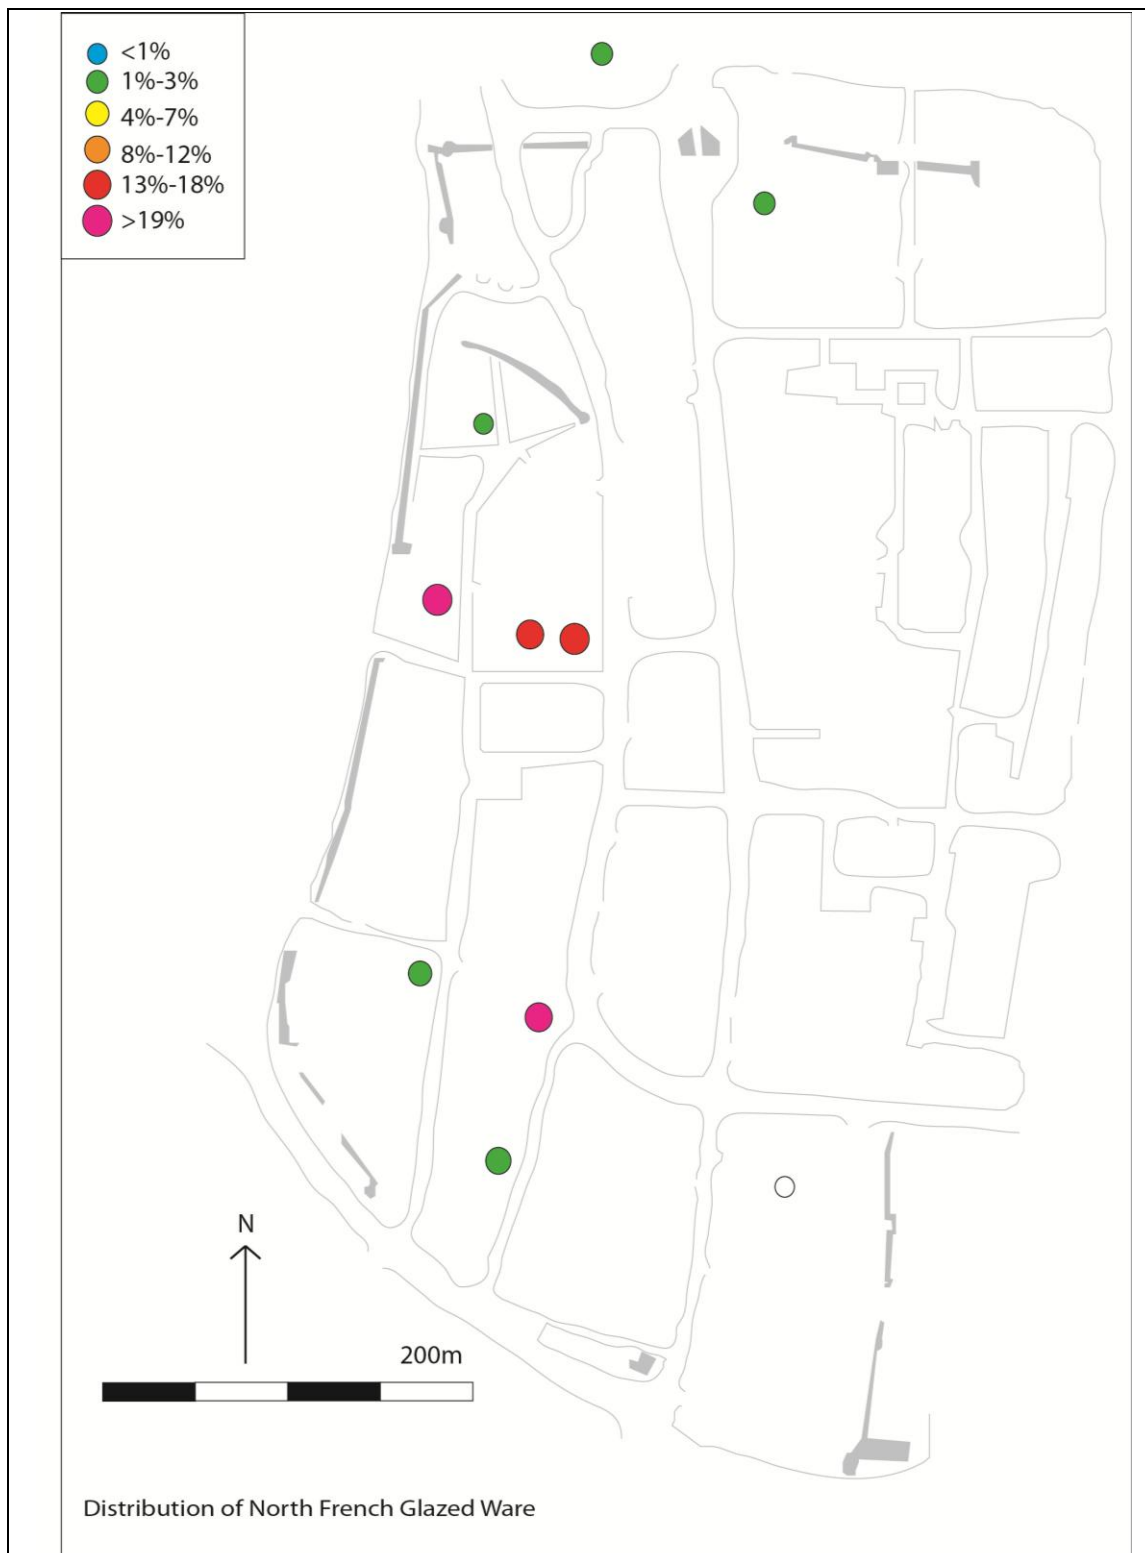 <1%
1%-3%
4%-7%
8%-12%
13%-18%
>19%
N
200m
Distribution of North French Glazed Ware